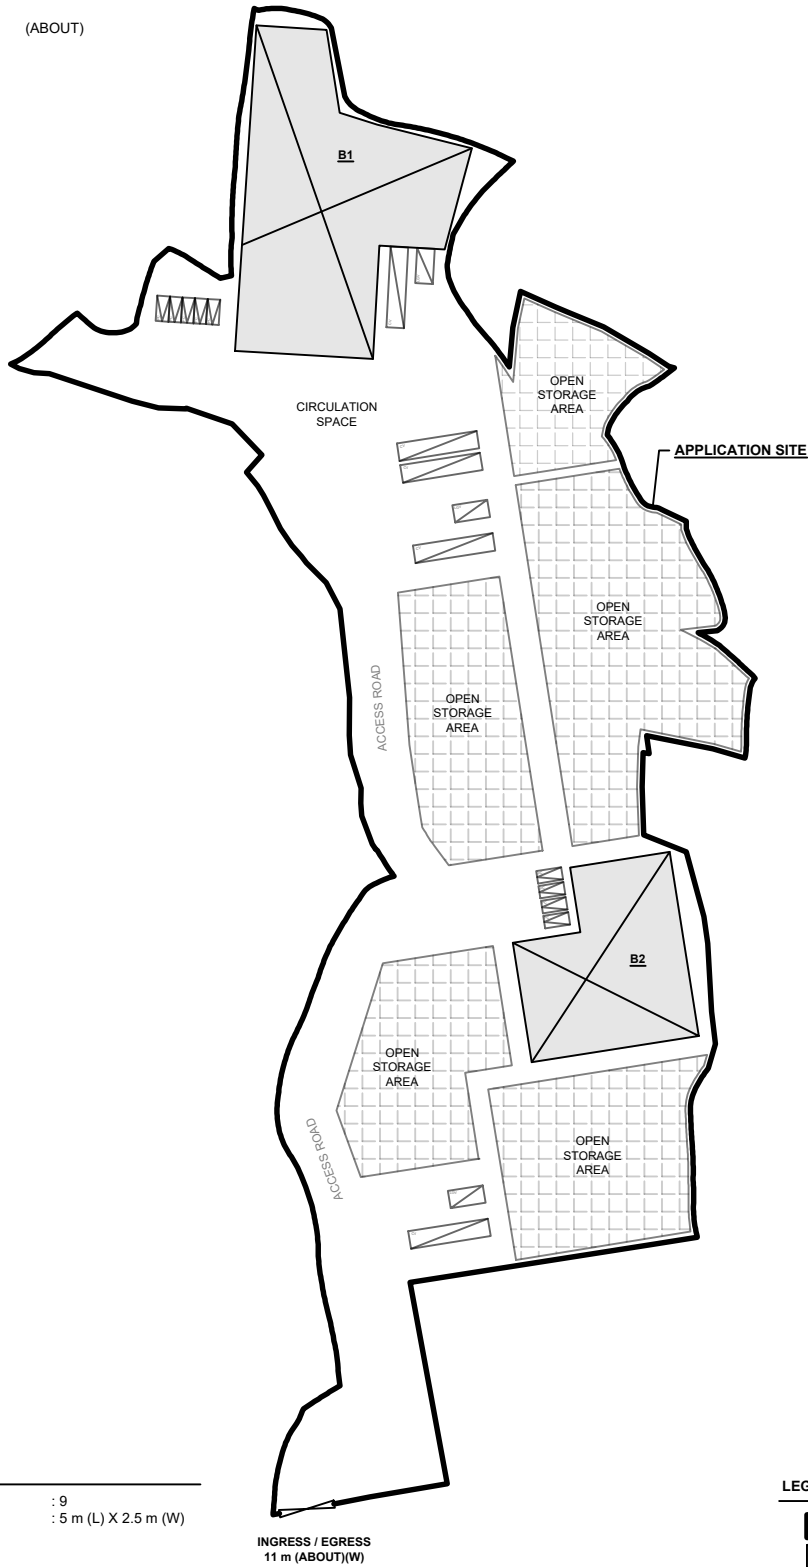 (ABOUT)
B1
OPEN
STORAGE
AREA
CIRCULATION
SPACE
APPLICATION SITE
OPEN
STORAGE
AREA
ACCESS ROAD
OPEN
STORAGE
AREA
B2
OPEN
STORAGE
AREA
ACCESS ROAD
OPEN
STORAGE
AREA
: 9
: 5 m (L) X 2.5 m (W)
INGRESS / EGRESS
11 m (ABOUT)(W)